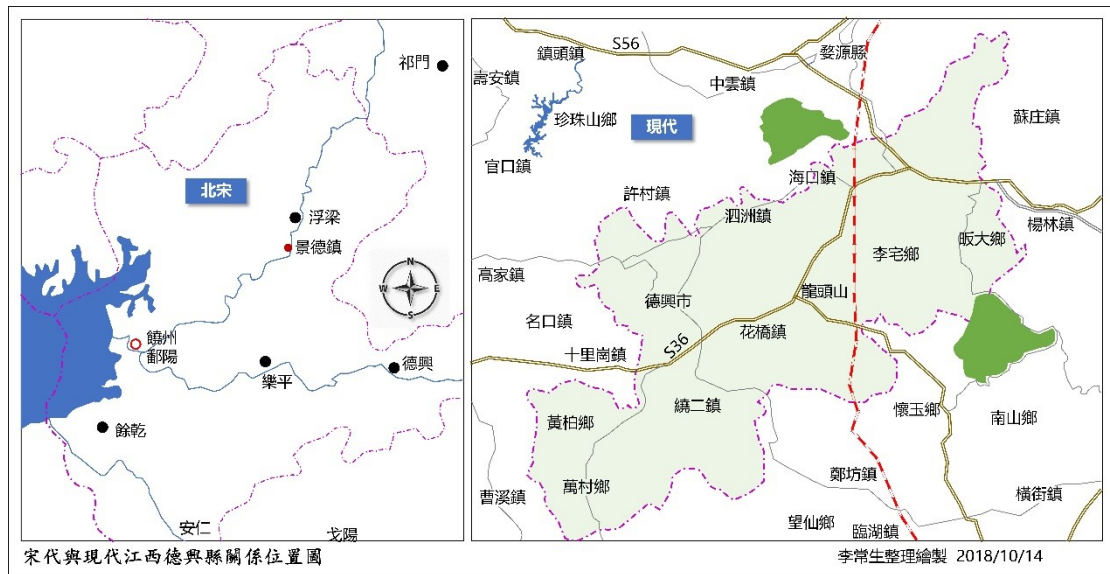 祁門
北宋
浮梁
景德鎮
N
W
E
S
饒州
鄱陽
樂平
德興
餘乾
安仁
戈陽
宋代與現代江西德興縣關係位置圖
鎮頭鎮
S56
婺源縣
壽安鎮
中雲鎮
珍珠山鄉
現代
蘇庄鎮
官口鎮
海口鎮
許村鎮
泗洲鎮
楊林鎮
李宅鄉
昄大鄉
高家鎮
德興市
龍頭山
名口鎮
花橋鎮
十里崗鎮
S36
繞二鎮
懷玉鄉
黃柏鄉
南山鄉
萬村鄉
鄭坊鎮
曹溪鎮
橫街鎮
望仙鄉
臨湖鎮
李常生整理繪製 2018/10/14